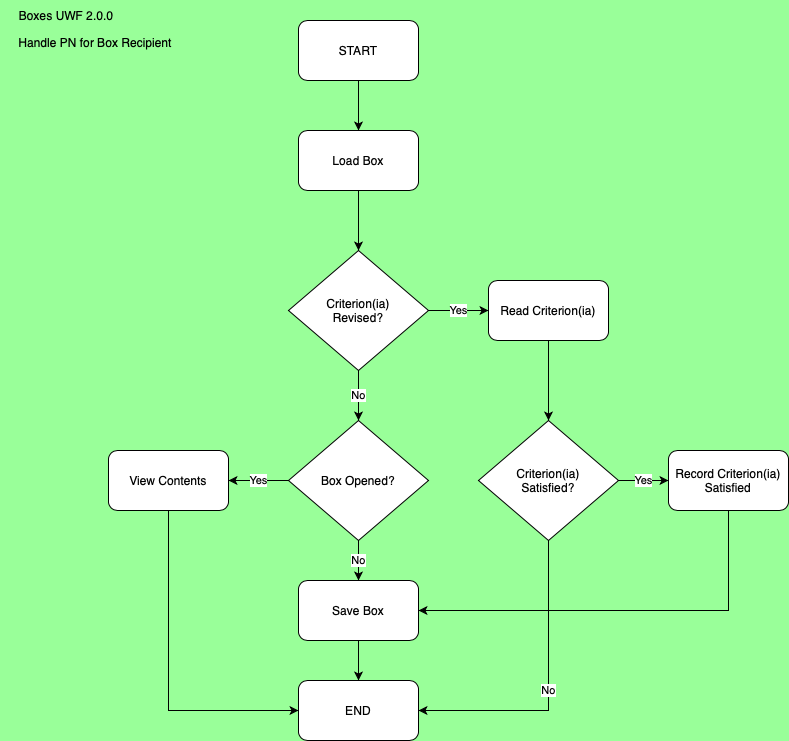 Boxes UWF 2.0.0
Handle PN for Box Recipient
START
Load Box
Criterion(ia)
Revised?
Yes
Read Criterion(ia)
No
View Contents
Yes
Box Opened?
Criterion(ia)
Satisfied?
Yes
Record Criterion(ia)
Satisfied
No
Save Box
No
END